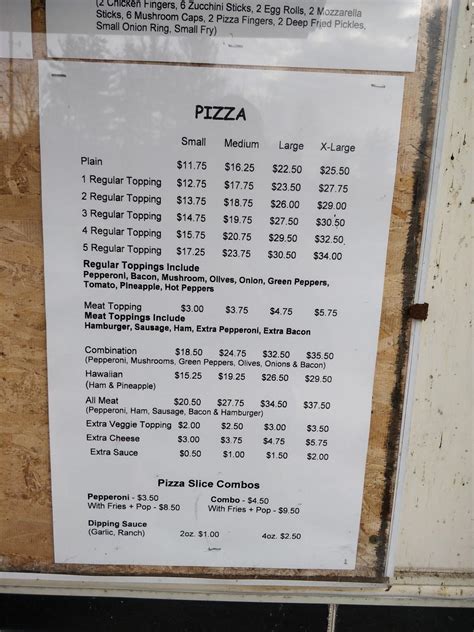 (2 Chicken Fingers, 6 Zucchini Sticks, 2 Egg Rolls, 2 Mozzarella
Sticks, 6 Mushroom Caps, 2 Pizza Fingers, 2 Deep Fried Pickles,
Small Onion Ring, Small Fry)
PIZZA
Small Medium Large X-Large
Plain $11.75 $16.25 $22.50 $25.50
1 Regular Topping $12.75 $17.75 $23.50 $27.75
2 Regular Topping $13.75 $18.75 $26.00 $29.00
3 Regular Topping $14.75 $19.75 $27.50 $30.50
4 Regular Topping $15.75 $20.75 $29.50 $32.50
5 Regular Topping $17.25 $23.75 $30.50 $34.00
Regular Toppings Include
Pepperoni, Bacon, Mushroom, Olives, Onion, Green Peppers,
Tomato, Pineapple, Hot Peppers
Meat Topping $3.00 $3.75 $4.75 $5.75
Meat Toppings Include
Hamburger, Sausage, Ham, Extra Pepperoni, Extra Bacon
Combination $18.50 $24.75 $32.50 $35.50
(Pepperoni, Mushrooms, Green Peppers, Olives, Onions & Bacon)
Hawaiian $15.25 $19.25 $26.50 $29.50
(Ham & Pineapple)
All Meat $20.50 $27.75 $34.50 $37.50
(Pepperoni, Ham, Sausage, Bacon & Hamburger)
Extra Veggie Topping $2.00 $2.50 $3.00 $3.50
Extra Cheese $3.00 $3.75 $4.75 $5.75
Extra Sauce $0.50 $1.00 $1.50 $2.00
Pizza Slice Combos
Pepperoni - $3.50 Combo - $4.50
With Fries + Pop - $8.50 With Fries + Pop - $9.50
Dipping Sauce 2oz. $1.00 4oz. $2.50
(Garlic, Ranch)